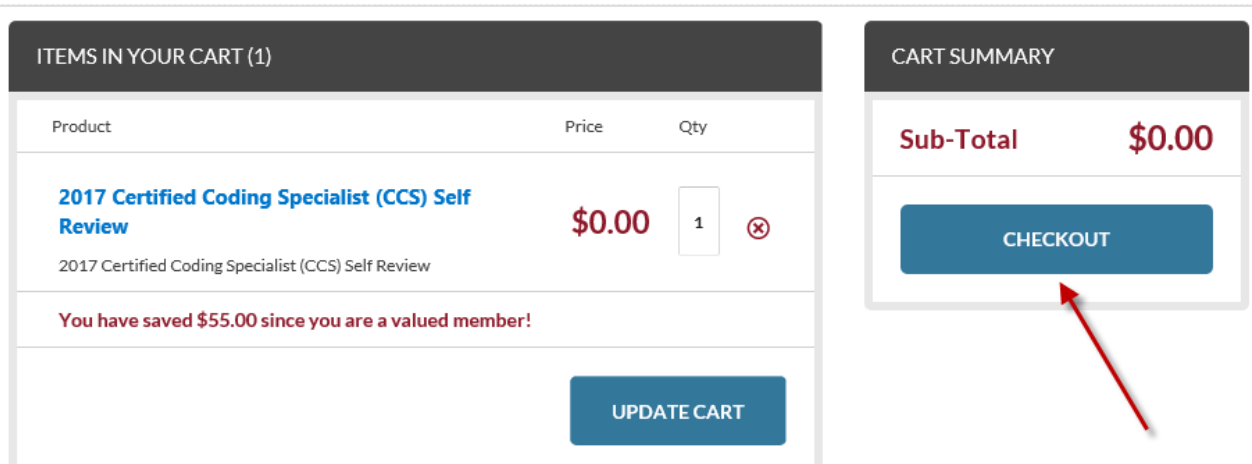 ITEMS IN YOUR CART (1)
Product Price Qty
2017 Certified Coding Specialist (CCS) Self
Review
$0.00 1
2017 Certified Coding Specialist (CCS) Self Review
You have saved $55.00 since you are a valued member!
UPDATE CART
CART SUMMARY
Sub-Total $0.00
CHECKOUT